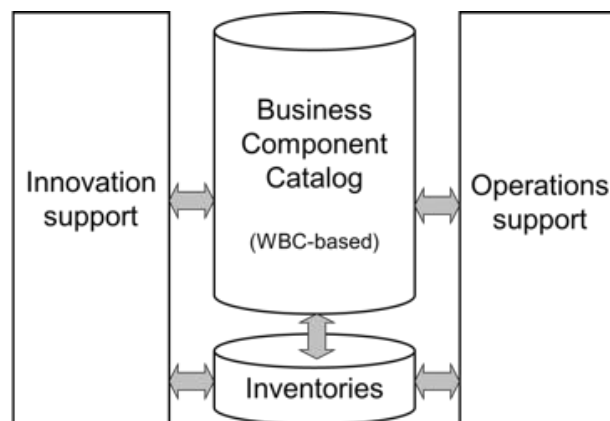 Innovation
support
Business
Component
Catalog
(WBC-based)
Operations
support
Inventories